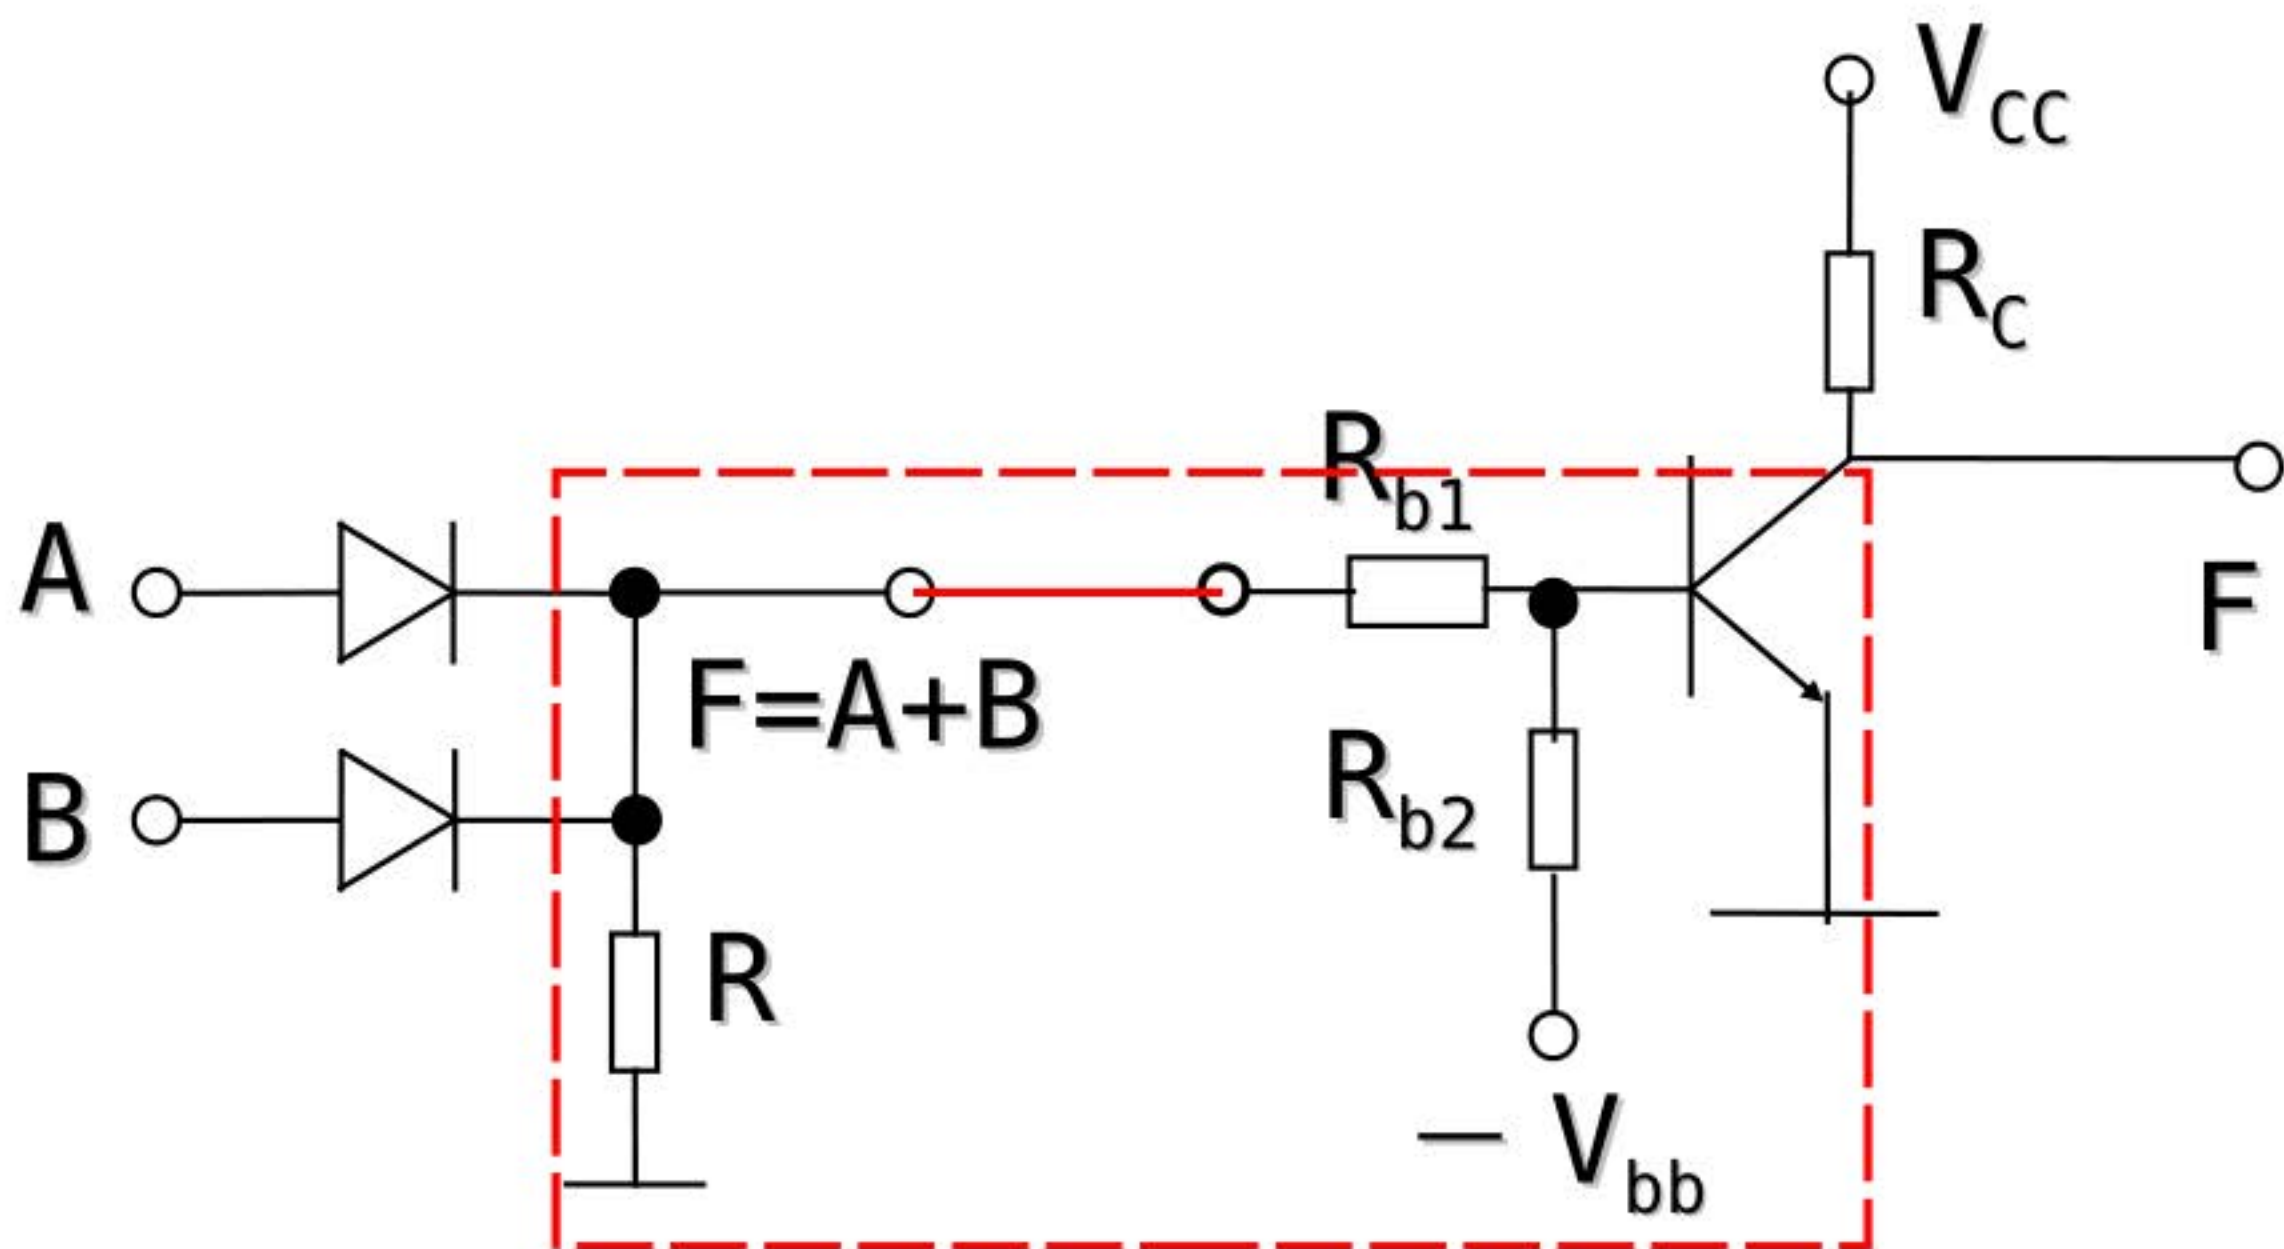 V_CC
R_C
R_b1
A
F
F=A+B
B
R_b2
R
— V_bb